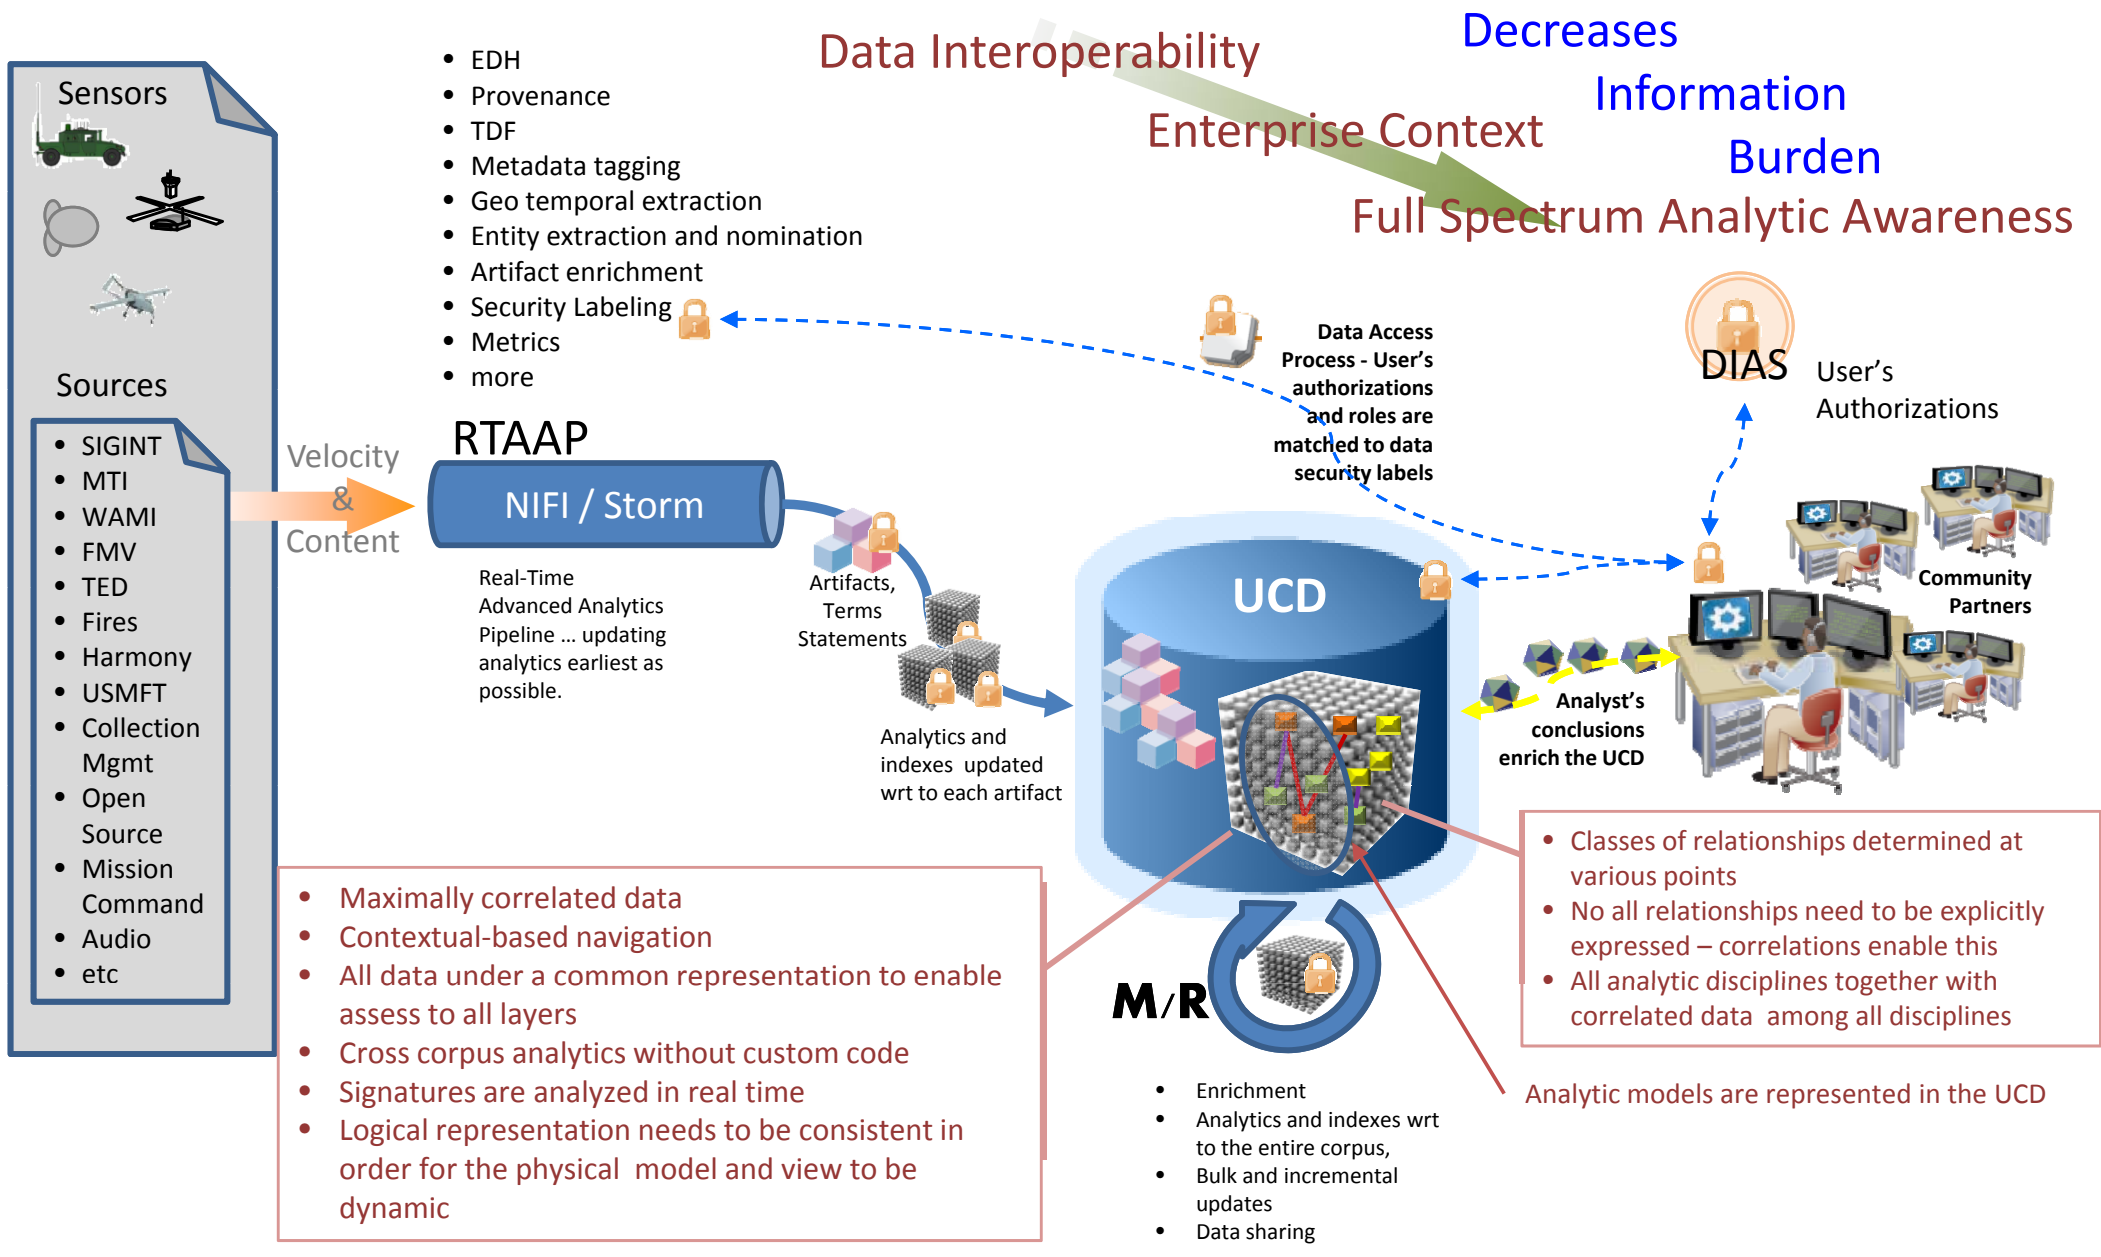 Decreases
Information
Burden
Data Interoperability
Enterprise Context
Full Spectrum Analytic Awareness
Sensors
Sources
• SIGINT
• MTI
• WAMI
• FMV
• TED
• Fires
• Harmony
• USMFT
• Collection
Mgmt
• Open
Source
• Mission
Command
• Audio
• etc
Velocity
&
Content
• EDH
• Provenance
• TDF
• Metadata tagging
• Geo temporal extraction
• Entity extraction and nomination
• Artifact enrichment
• Security Labeling
• Metrics
• more
RTAAP
NIFI / Storm
Real-Time
Advanced Analytics
Pipeline ... updating
analytics earliest as
possible.
Artifacts,
Terms
Statements
Analytics and
indexes updated
wrt to each artifact
Data Access
Process - User's
authorizations
and roles are
matched to data
security labels
DIAS
User's
Authorizations
Community
Partners
UCD
Analyst's
conclusions
enrich the UCD
• Maximally correlated data
• Contextual-based navigation
• All data under a common representation to enable
assess to all layers
• Cross corpus analytics without custom code
• Signatures are analyzed in real time
• Logical representation needs to be consistent in
order for the physical model and view to be
dynamic
M/R
• Enrichment
• Analytics and indexes wrt
to the entire corpus,
• Bulk and incremental
updates
• Data sharing
• Classes of relationships determined at
various points
• No all relationships need to be explicitly
expressed – correlations enable this
• All analytic disciplines together with
correlated data among all disciplines
Analytic models are represented in the UCD